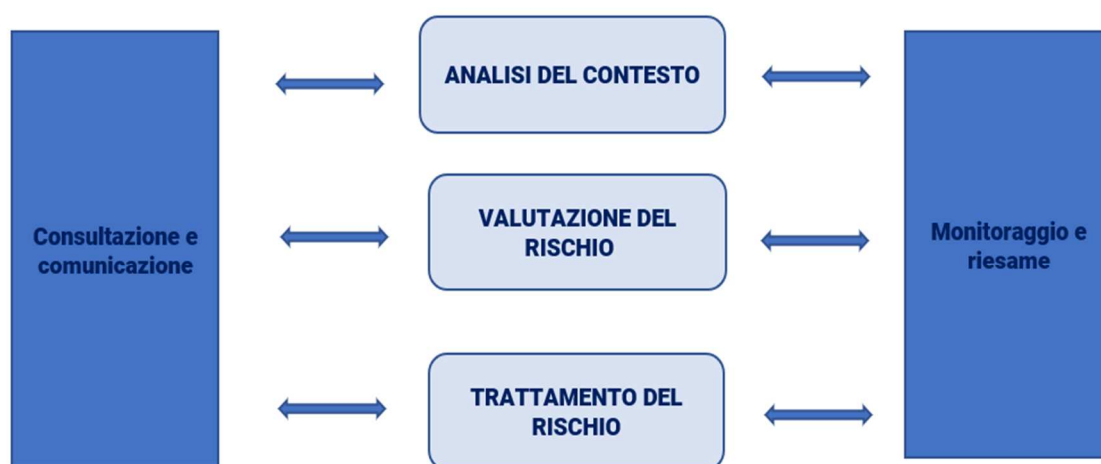 Consultazione e
comunicazione
ANALISI DEL CONTESTO
VALUTAZIONE DEL
RISCHIO
TRATTAMENTO DEL
RISCHIO
Monitoraggio e
riesame